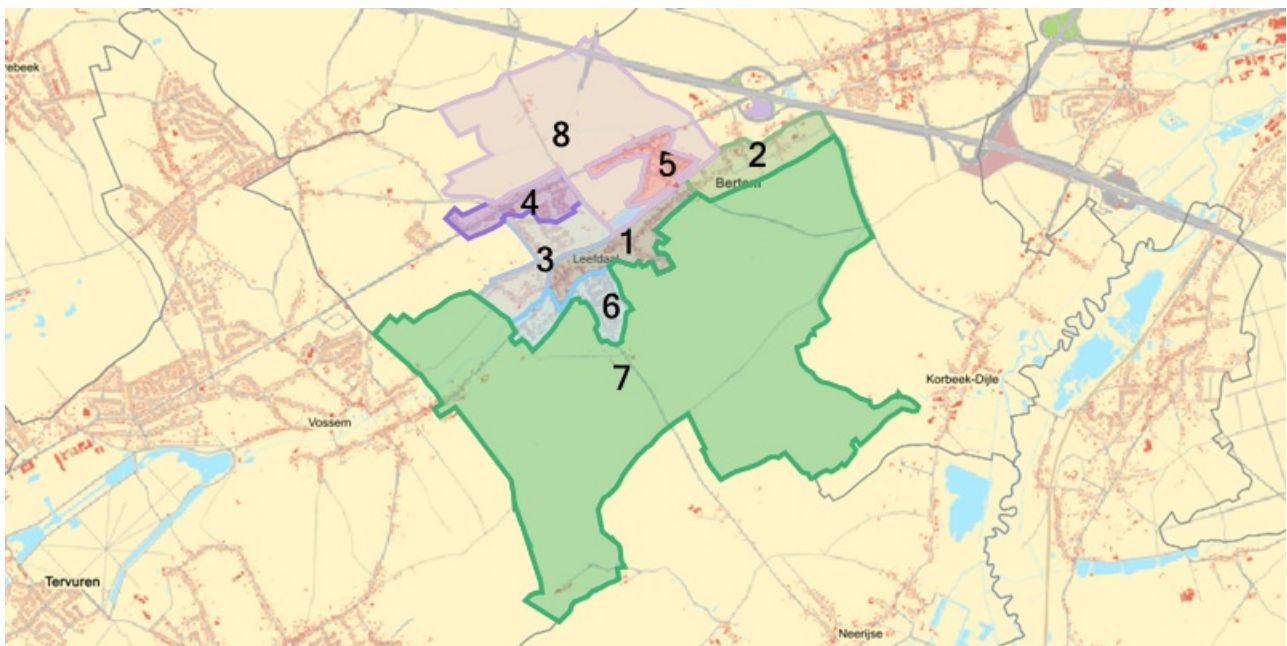 8
5
2
Bertem
4
1
3
Leefdaal
6
7
Korbeek-Dijle
Vossem
Tervuren
Neerijse